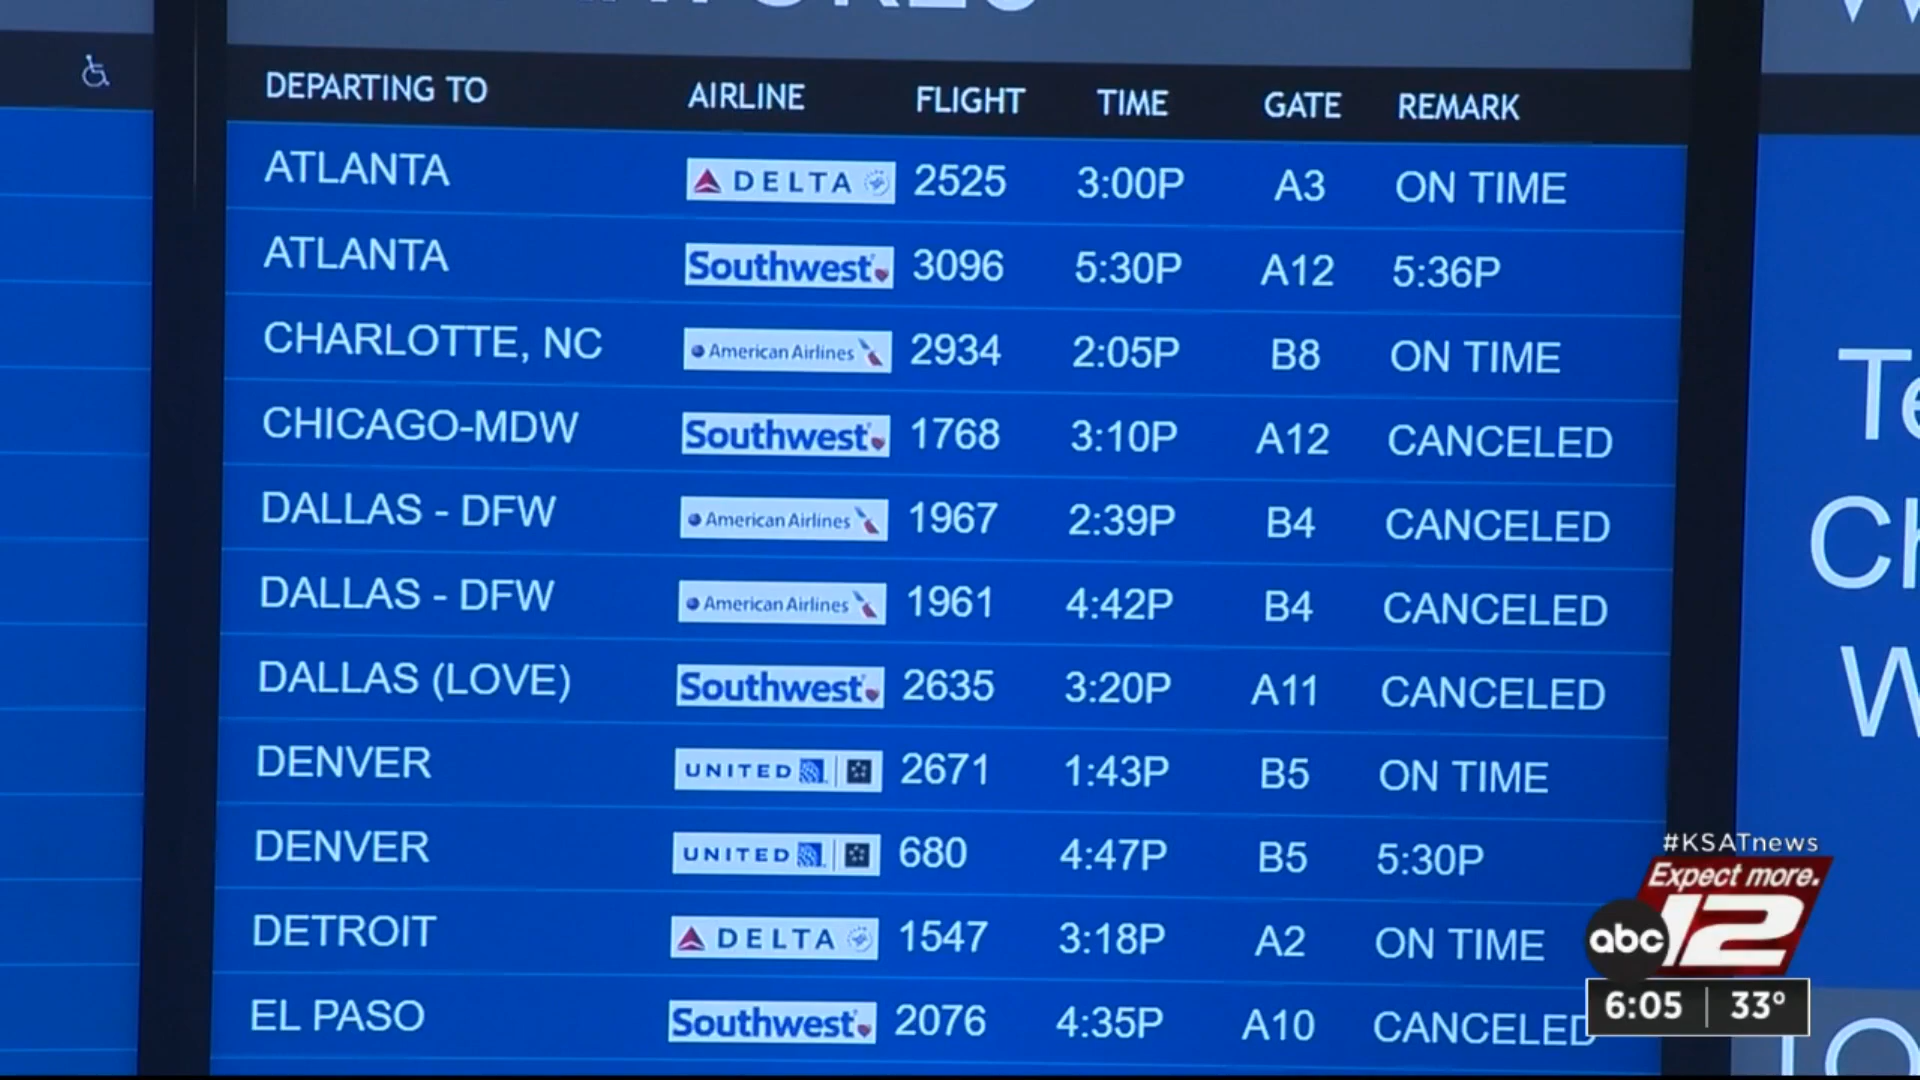 DEPARTING TO AIRLINE FLIGHT TIME GATE REMARK
ATLANTA DELTA 2525 3:00P A3 ON TIME
ATLANTA Southwest 3096 5:30P A12 5:36P
CHARLOTTE, NC American Airlines 2934 2:05P B8 ON TIME
CHICAGO-MDW Southwest 1768 3:10P A12 CANCELED
DALLAS - DFW American Airlines 1967 2:39P B4 CANCELED
DALLAS - DFW American Airlines 1961 4:42P B4 CANCELED
DALLAS (LOVE) Southwest 2635 3:20P A11 CANCELED
DENVER UNITED 2671 1:43P B5 ON TIME
DENVER UNITED 680 4:47P B5 5:30P
DETROIT DELTA 1547 3:18P A2 ON TIME
EL PASO Southwest 2076 4:35P A10 CANCELED
#KSATnews
Expect more.
abc 12
6:05 33°